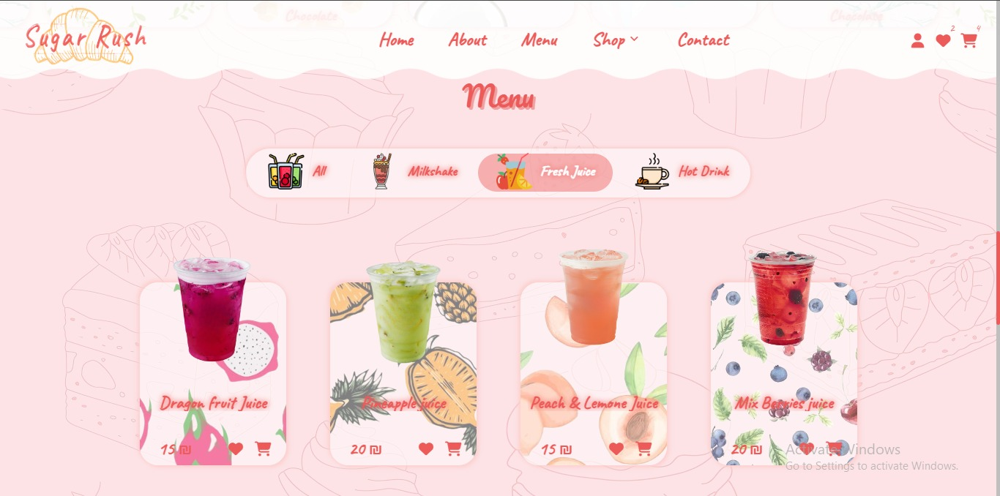 Chocolate
Chocolate
Sugar Rush
Home
About
Menu
Shop
Contact
2
4
Menu
All
Milkshake
Fresh Juice
Hot Drink
Dragon fruit Juice
Pineapple juice
Peach & Lemone Juice
Mix Berries juice
15 ₪
20 ₪
15 ₪
20 ₪
Activate Windows
Go to Settings to activate Windows.